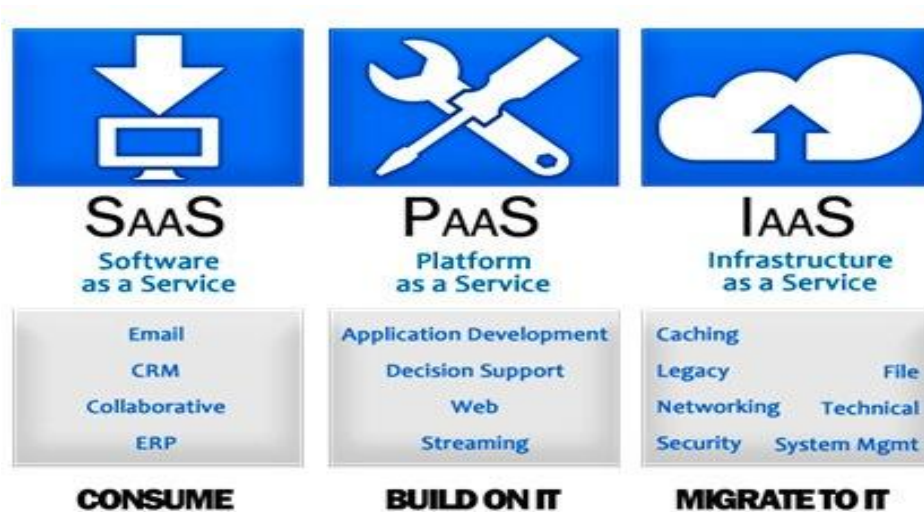 SaaS
Software
as a Service
Email
CRM
Collaborative
ERP
CONSUME
PaaS
Platform
as a Service
Application Development
Decision Support
Web
Streaming
BUILD ON IT
IaaS
Infrastructure
as a Service
Caching
Legacy File
Networking Technical
Security System Mgmt
MIGRATE TO IT